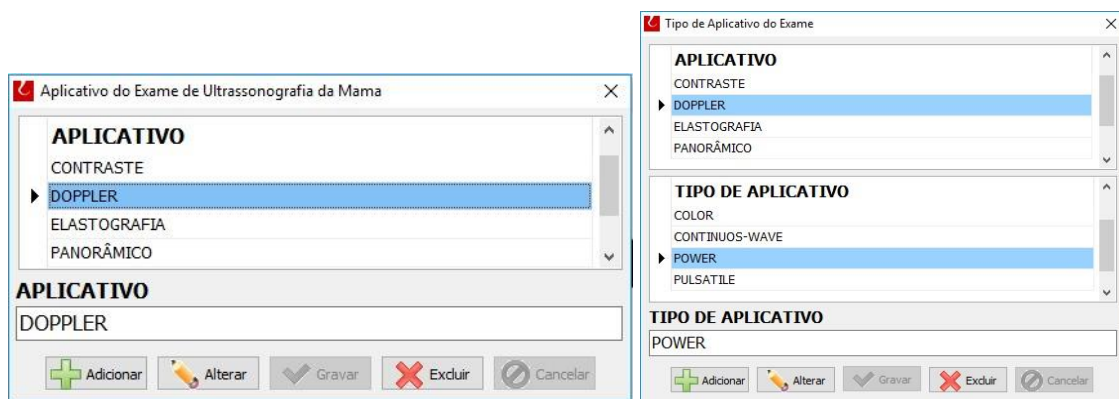 Aplicativo do Exame de Ultrassonografia da Mama
APLICATIVO
CONTRASTE
DOPPLER
ELASTOGRAFIA
PANORÂMICO
APLICATIVO
DOPPLER
Adicionar Alterar Gravar Excluir Cancelar
Tipo de Aplicativo do Exame
APLICATIVO
CONTRASTE
DOPPLER
ELASTOGRAFIA
PANORÂMICO
TIPO DE APLICATIVO
COLOR
CONTINUOS-WAVE
POWER
PULSATILE
TIPO DE APLICATIVO
POWER
Adicionar Alterar Gravar Excluir Cancelar